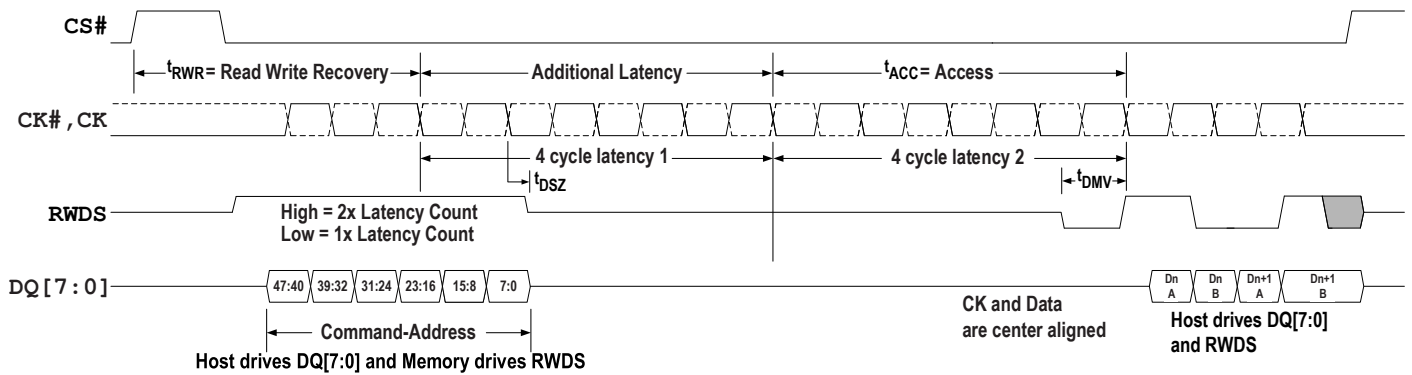 CS#
tRWR= Read Write Recovery
Additional Latency
tACC= Access
CK#,CK
4 cycle latency 1
4 cycle latency 2
tDSZ
tDMV
RWDS
High = 2x Latency Count
Low = 1x Latency Count
DQ[7:0]
47:40 39:32 31:24 23:16 15:8 7:0
Dn A
Dn B
Dn+1 A
Dn+1 B
CK and Data
are center aligned
Command-Address
Host drives DQ[7:0]
and RWDS
Host drives DQ[7:0] and Memory drives RWDS